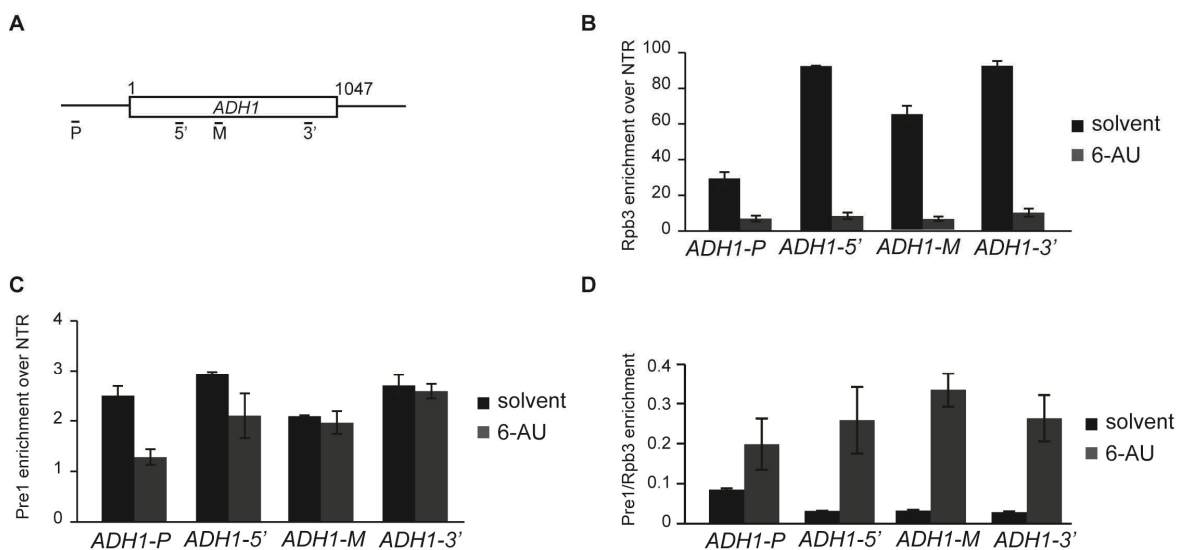 A
1 1047
ADH1
P 5' M 3'
B
Rpb3 enrichment over NTR
100
80
60
40
20
0
ADH1-P ADH1-5' ADH1-M ADH1-3'
solvent
6-AU
C
Pre1 enrichment over NTR
4
3
2
1
0
ADH1-P ADH1-5' ADH1-M ADH1-3'
solvent
6-AU
D
Pre1/Rpb3 enrichment
0.4
0.3
0.2
0.1
0
ADH1-P ADH1-5' ADH1-M ADH1-3'
solvent
6-AU